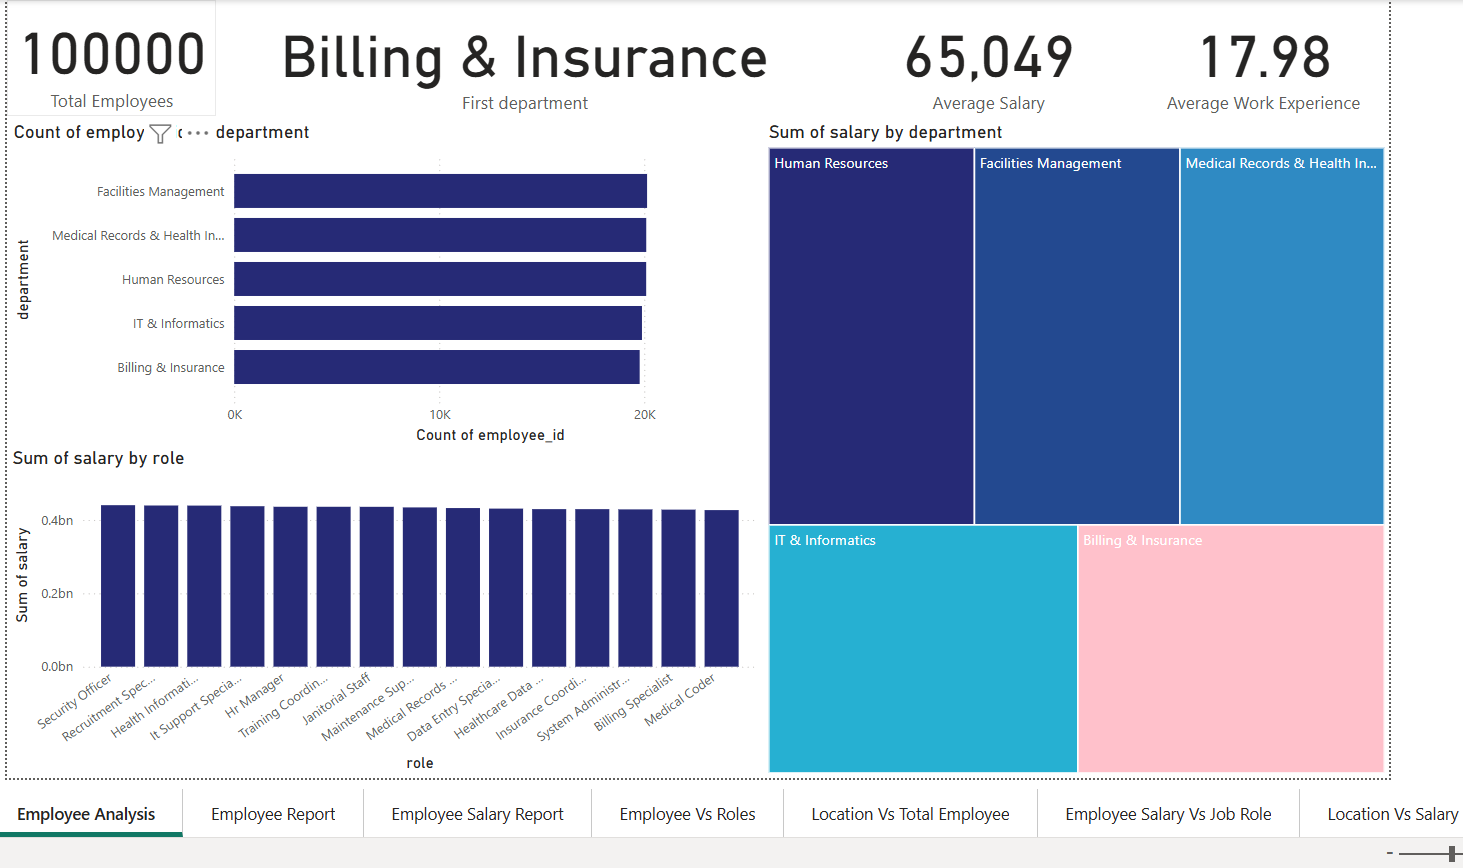 100000
Total Employees
Billing & Insurance
First department
65,049
Average Salary
17.98
Average Work Experience
Count of employ
department
department
Facilities Management
Medical Records & Health In...
Human Resources
IT & Informatics
Billing & Insurance
0K
10K
20K
Count of employee_id
Sum of salary by role
Sum of salary
0.4bn
0.2bn
0.0bn
Security Officer
Recruitment Spec...
Health Informati...
It Support Specia...
Hr Manager
Training Coordin...
Janitorial Staff
Maintenance Sup...
Medical Records ...
Data Entry Specia...
Healthcare Data ...
Insurance Coordi...
System Administr...
Billing Specialist
Medical Coder
role
Sum of salary by department
Human Resources
Facilities Management
Medical Records & Health In...
IT & Informatics
Billing & Insurance
Employee Analysis
Employee Report
Employee Salary Report
Employee Vs Roles
Location Vs Total Employee
Employee Salary Vs Job Role
Location Vs Salary